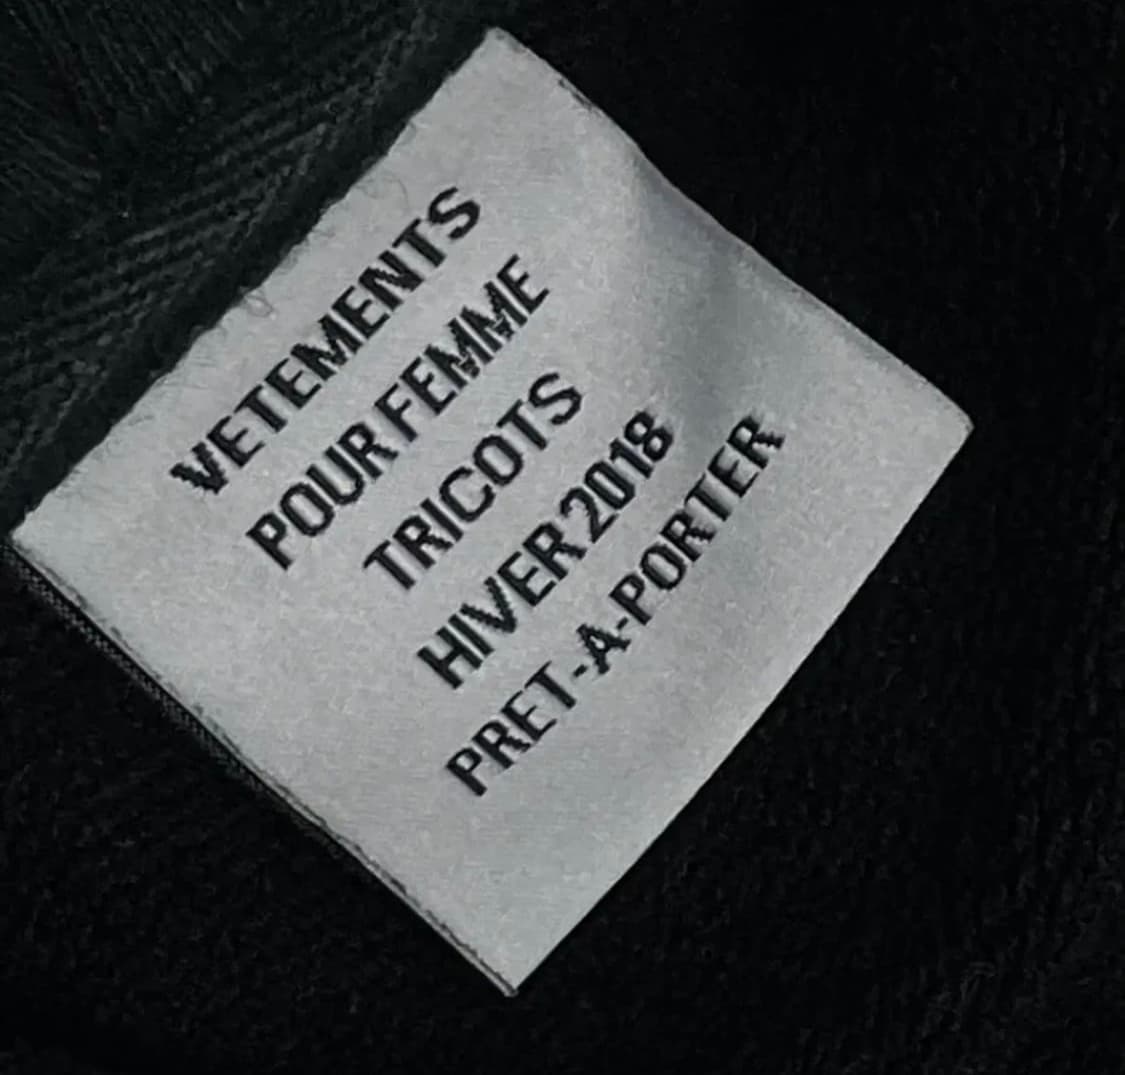 VETEMENTS
POUR FEMME
TRICOTS
HIVER 2018
PRET-A-PORTER